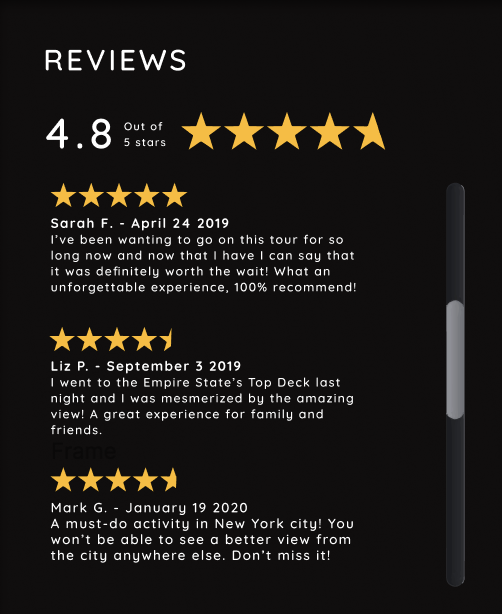 REVIEWS
4.8
Out of
5 stars
Sarah F. - April 24 2019
I've been wanting to go on this tour for so
long now and now that I have I can say that
it was definitely worth the wait! What an
unforgettable experience, 100% recommend!
Liz P. - September 3 2019
I went to the Empire State's Top Deck last
night and I was mesmerized by the amazing
view! A great experience for family and
friends.
Frame
Mark G. - January 19 2020
A must-do activity in New York city! You
won't be able to see a better view from
the city anywhere else. Don't miss it!